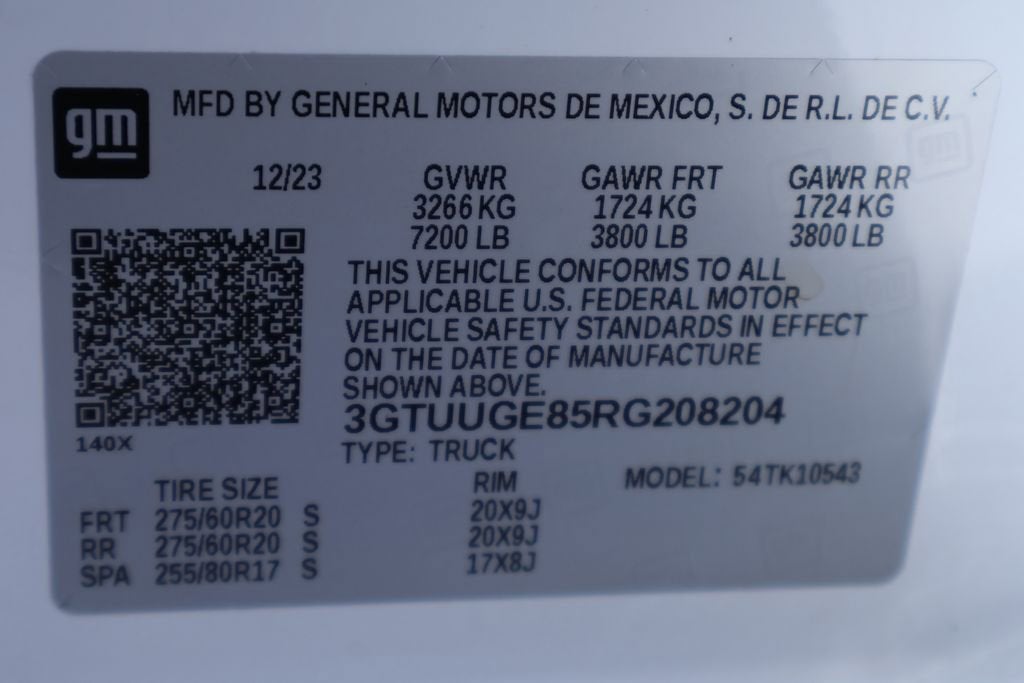 gm
MFD BY GENERAL MOTORS DE MEXICO, S. DE R.L. DE C.V.
12/23 GVWR GAWR FRT GAWR RR
3266 KG 1724 KG 1724 KG
7200 LB 3800 LB 3800 LB
THIS VEHICLE CONFORMS TO ALL
APPLICABLE U.S. FEDERAL MOTOR
VEHICLE SAFETY STANDARDS IN EFFECT
ON THE DATE OF MANUFACTURE
SHOWN ABOVE.
3GTUUGE85RG208204
140X
TYPE: TRUCK
TIRE SIZE RIM MODEL: 54TK10543
FRT 275/60R20 S 20X9J
RR 275/60R20 S 20X9J
SPA 255/80R17 S 17X8J